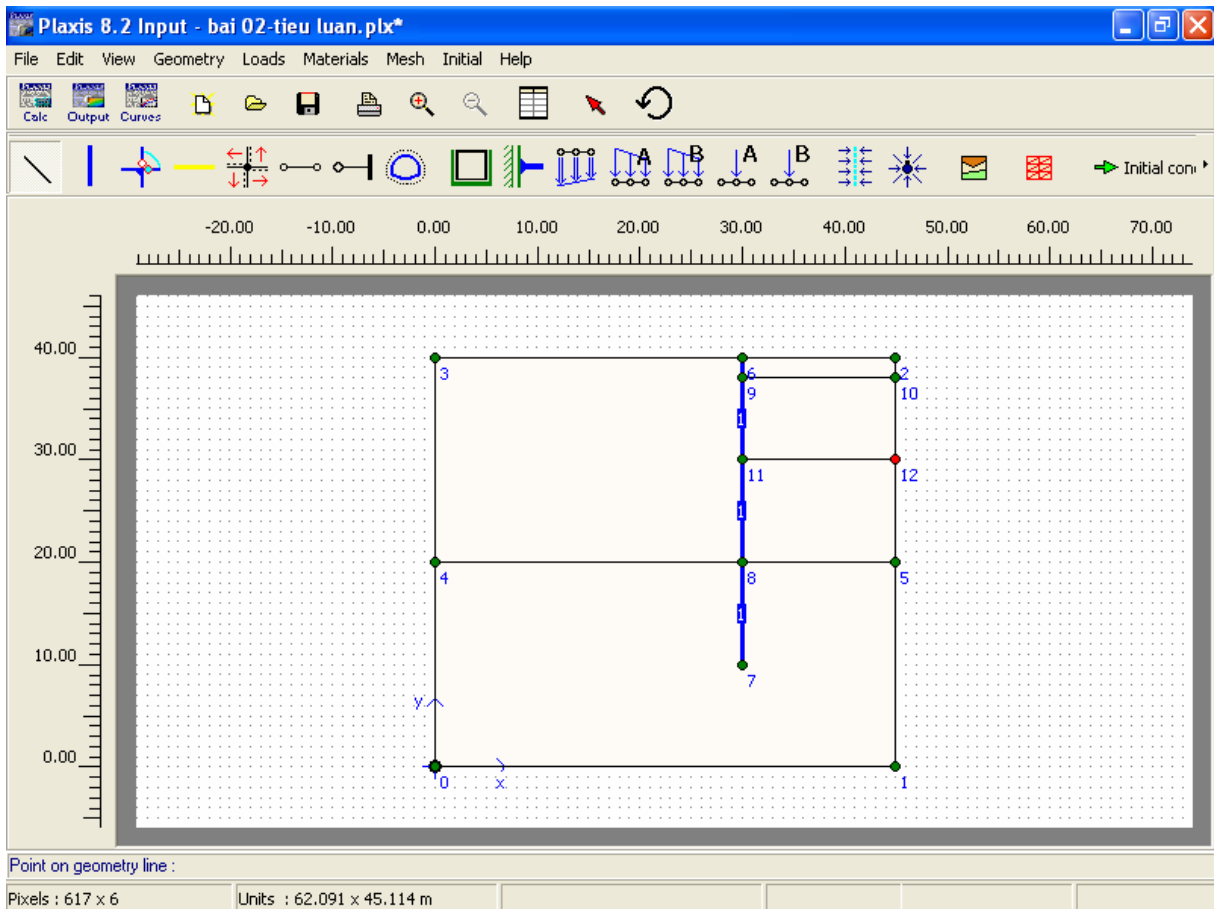 Plaxis 8.2 Input - bai 02-tieu luan.plx*
File Edit View Geometry Loads Materials Mesh Initial Help
Calc Output Curves
A B A B Initial con
-20.00 -10.00 0.00 10.00 20.00 30.00 40.00 50.00 60.00 70.00
40.00
3 6 2
9 10
1
30.00
11 12
1
20.00
4 8 5
1
10.00
7
y
0.00
0 x 1
Point on geometry line :
Pixels : 617 x 6 Units : 62.091 x 45.114 m